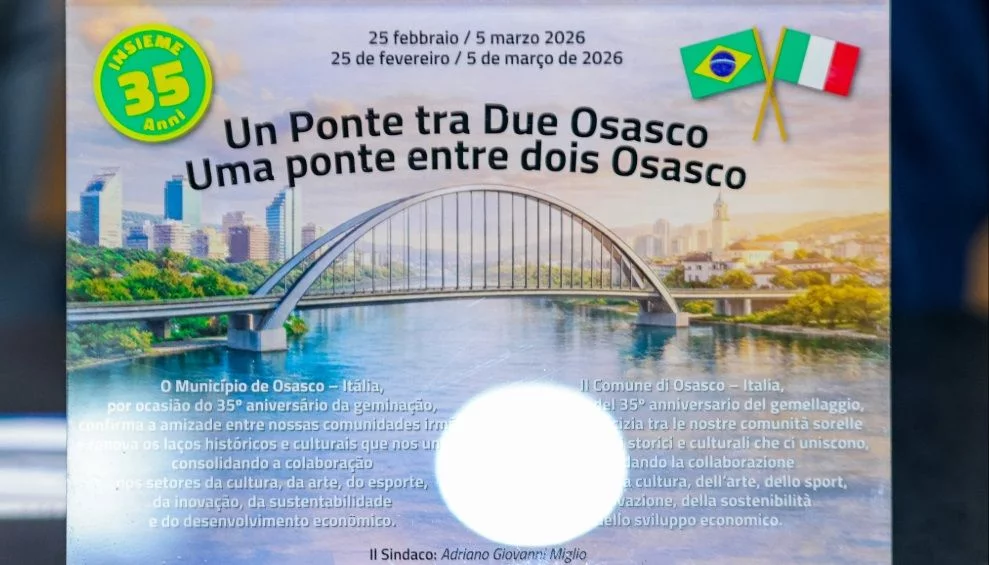 INSIEME
35
Anni
25 febbraio / 5 marzo 2026
25 de fevereiro / 5 de março de 2026
Un Ponte tra Due Osasco
Uma ponte entre dois Osasco
O Município de Osasco – Itália,
por ocasião do 35º aniversário da geminação,
confirma a amizade entre nossas comunidades
e renova os laços históricos e culturais que nos
consolidando a colaboração
nos setores da cultura, da arte, do esporte,
da inovação, da sustentabilidade
e do desenvolvimento econômico.
Il Comune di Osasco – Italia,
del 35º anniversario del gemellaggio,
tra le nostre comunità sorelle
storici e culturali che ci uniscono,
la collaborazione
cultura, dell'arte, dello sport,
della sostenibilità
dello sviluppo economico.
Il Sindaco: Adriano Giovanni Miglio